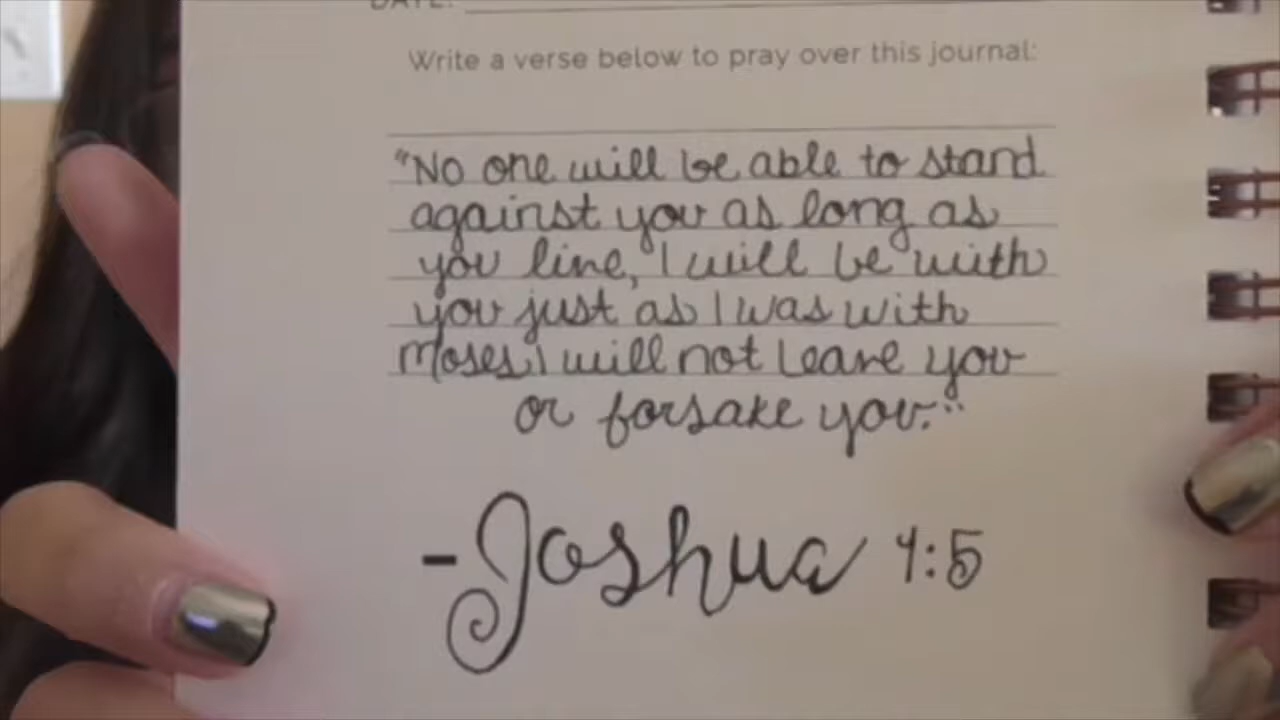 DATE:
Write a verse below to pray over this journal:
"No one will be able to stand
against you as long as
you live, I will be with
you just as I was with
Moses, I will not leave you
or forsake you."
-Joshua 1:5